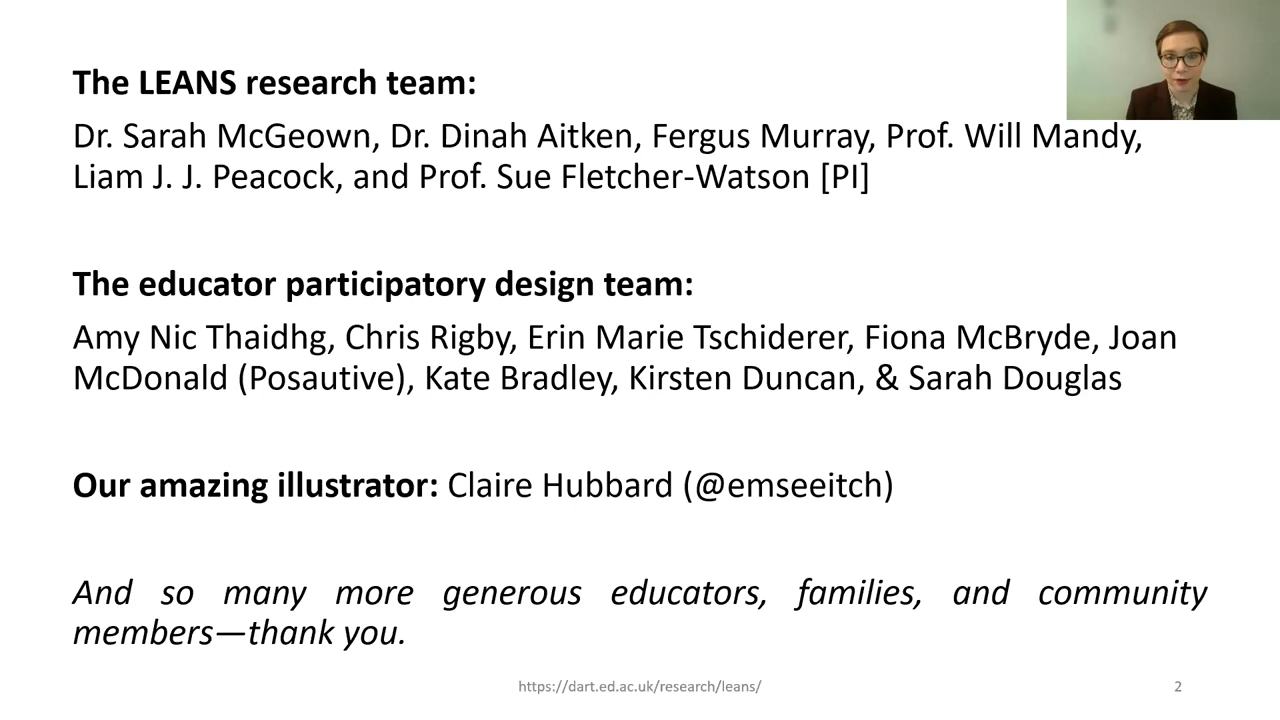 The LEANS research team:
Dr. Sarah McGeown, Dr. Dinah Aitken, Fergus Murray, Prof. Will Mandy,
Liam J. J. Peacock, and Prof. Sue Fletcher-Watson [PI]
The educator participatory design team:
Amy Nic Thaidhg, Chris Rigby, Erin Marie Tschiderer, Fiona McBryde, Joan
McDonald (Posautive), Kate Bradley, Kirsten Duncan, & Sarah Douglas
Our amazing illustrator: Claire Hubbard (@emseeitch)
And so many more generous educators, families, and community
members—thank you.
https://dart.ed.ac.uk/research/leans/
2